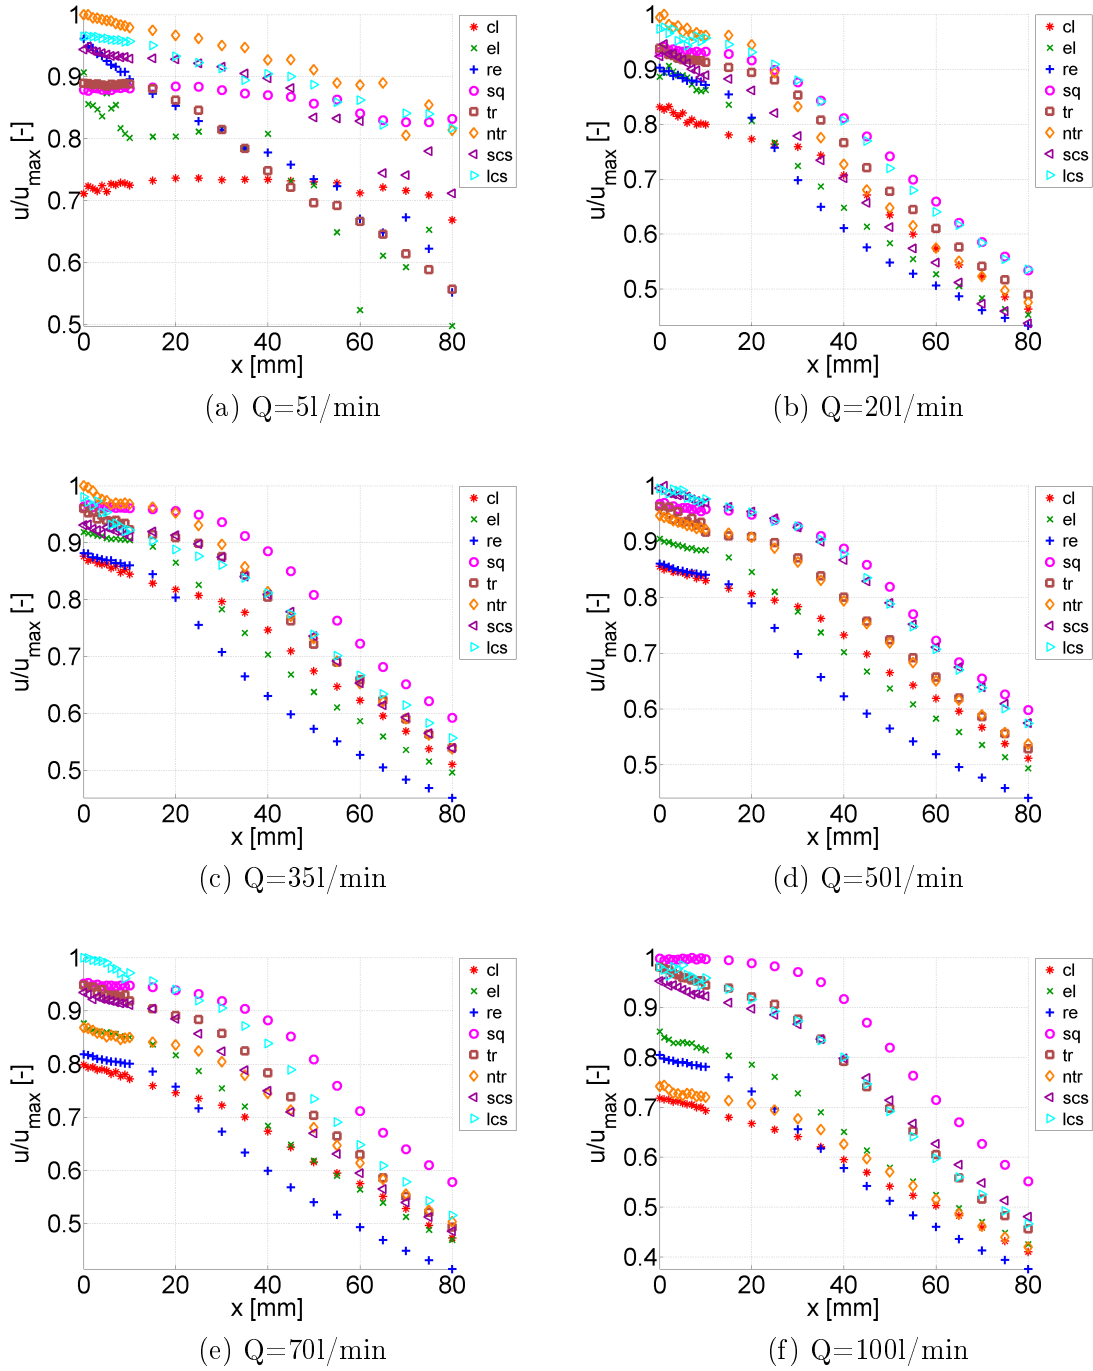 1
0.9
0.8
0.7
0.6
0.5
0 20 40 60 80
x [mm]
u/u_max [-]
cl
el
re
sq
tr
ntr
scs
lcs
(a) Q=5l/min
1
0.9
0.8
0.7
0.6
0.5
0 20 40 60 80
x [mm]
u/u_max [-]
cl
el
re
sq
tr
ntr
scs
lcs
(b) Q=20l/min
1
0.9
0.8
0.7
0.6
0.5
0 20 40 60 80
x [mm]
u/u_max [-]
cl
el
re
sq
tr
ntr
scs
lcs
(c) Q=35l/min
1
0.9
0.8
0.7
0.6
0.5
0 20 40 60 80
x [mm]
u/u_max [-]
cl
el
re
sq
tr
ntr
scs
lcs
(d) Q=50l/min
1
0.9
0.8
0.7
0.6
0.5
0 20 40 60 80
x [mm]
u/u_max [-]
cl
el
re
sq
tr
ntr
scs
lcs
(e) Q=70l/min
1
0.9
0.8
0.7
0.6
0.5
0.4
0 20 40 60 80
x [mm]
u/u_max [-]
cl
el
re
sq
tr
ntr
scs
lcs
(f) Q=100l/min